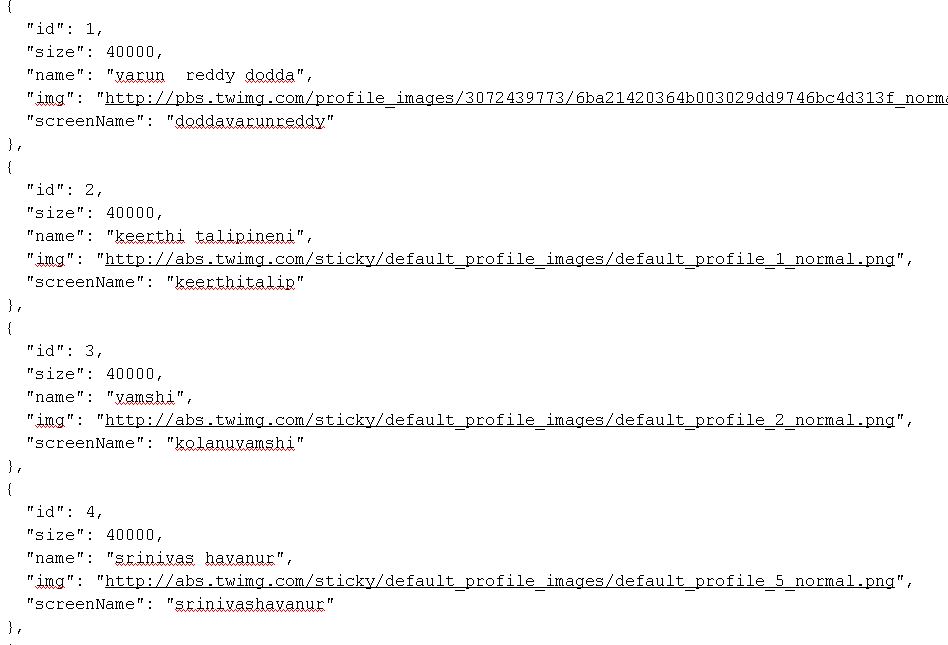 {
  "id": 1,
  "size": 40000,
  "name": "varun  reddy dodda",
  "img": "http://pbs.twimg.com/profile_images/3072439773/6ba21420364b003029dd9746bc4d313f_norma
  "screenName": "doddavarunreddy"
},
{
  "id": 2,
  "size": 40000,
  "name": "keerthi talipineni",
  "img": "http://abs.twimg.com/sticky/default_profile_images/default_profile_1_normal.png",
  "screenName": "keerthitalip"
},
{
  "id": 3,
  "size": 40000,
  "name": "vamshi",
  "img": "http://abs.twimg.com/sticky/default_profile_images/default_profile_2_normal.png",
  "screenName": "kolanuvamshi"
},
{
  "id": 4,
  "size": 40000,
  "name": "srinivas havanur",
  "img": "http://abs.twimg.com/sticky/default_profile_images/default_profile_5_normal.png",
  "screenName": "srinivashavanur"
},